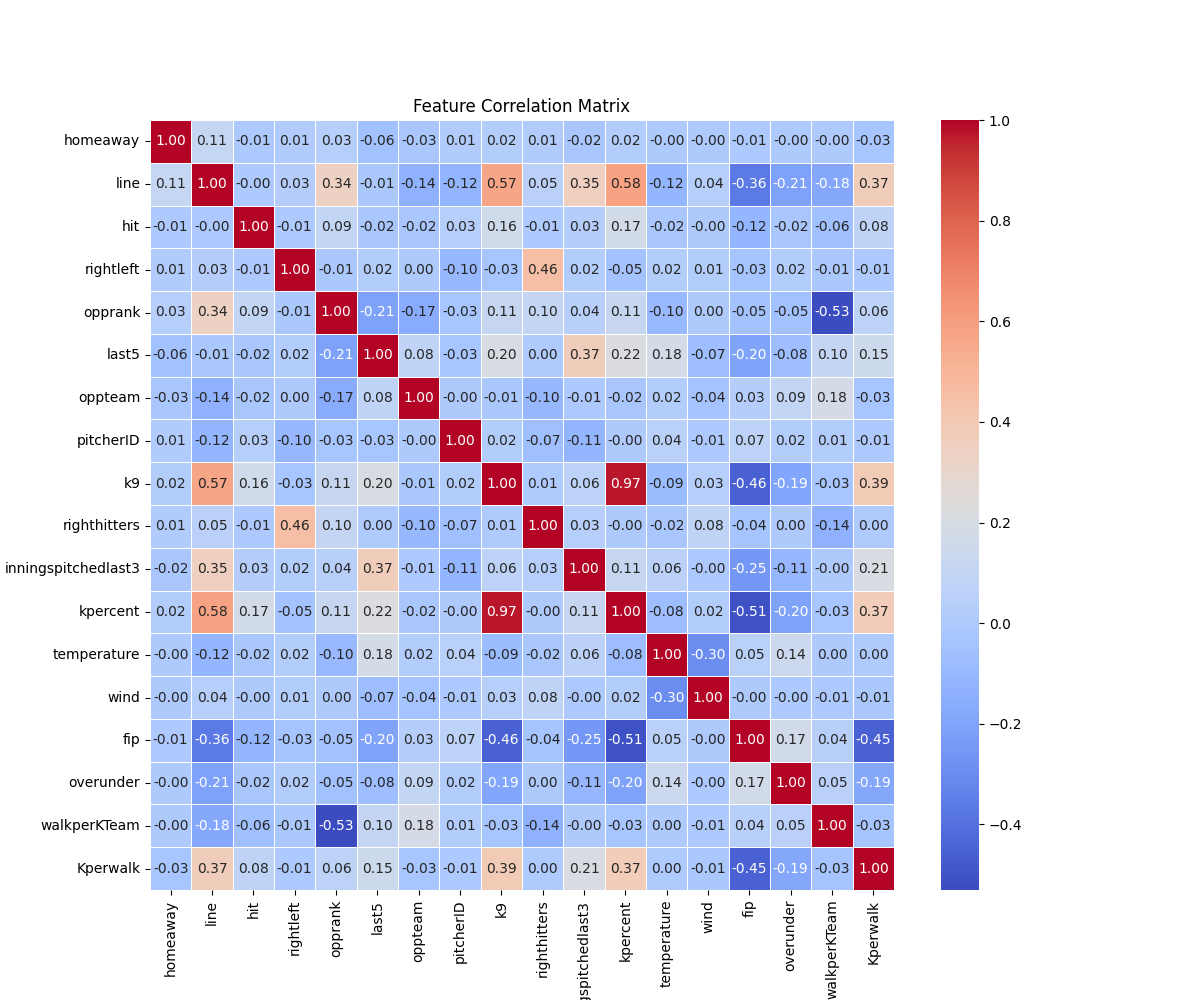 Feature Correlation Matrix
homeaway 1.00 0.11 -0.01 0.01 0.03 -0.06 -0.03 0.01 0.02 0.01 -0.02 0.02 -0.00 -0.00 -0.01 -0.00 -0.00 -0.03
line 0.11 1.00 -0.00 0.03 0.34 -0.01 -0.14 -0.12 0.57 0.05 0.35 0.58 -0.12 0.04 -0.36 -0.21 -0.18 0.37
hit -0.01 -0.00 1.00 -0.01 0.09 -0.02 -0.02 0.03 0.16 -0.01 0.03 0.17 -0.02 -0.00 -0.12 -0.02 -0.06 0.08
rightleft 0.01 0.03 -0.01 1.00 -0.01 0.02 0.00 -0.10 -0.03 0.46 0.02 -0.05 0.02 0.01 -0.03 0.02 -0.01 -0.01
opprank 0.03 0.34 0.09 -0.01 1.00 -0.21 -0.17 -0.03 0.11 0.10 0.04 0.11 -0.10 0.00 -0.05 -0.05 -0.53 0.06
last5 -0.06 -0.01 -0.02 0.02 -0.21 1.00 0.08 -0.03 0.20 0.00 0.37 0.22 0.18 -0.07 -0.20 -0.08 0.10 0.15
oppteam -0.03 -0.14 -0.02 0.00 -0.17 0.08 1.00 -0.00 -0.01 -0.10 -0.01 -0.02 0.02 -0.04 0.03 0.09 0.18 -0.03
pitcherID 0.01 -0.12 0.03 -0.10 -0.03 -0.03 -0.00 1.00 0.02 -0.07 -0.11 -0.00 0.04 -0.01 0.07 0.02 0.01 -0.01
k9 0.02 0.57 0.16 -0.03 0.11 0.20 -0.01 0.02 1.00 0.01 0.06 0.97 -0.09 0.03 -0.46 -0.19 -0.03 0.39
righthitters 0.01 0.05 -0.01 0.46 0.10 0.00 -0.10 -0.07 0.01 1.00 0.03 -0.00 -0.02 0.08 -0.04 0.00 -0.14 0.00
inningspitchedlast3 -0.02 0.35 0.03 0.02 0.04 0.37 -0.01 -0.11 0.06 0.03 1.00 0.11 0.06 -0.00 -0.25 -0.11 -0.00 0.21
kpercent 0.02 0.58 0.17 -0.05 0.11 0.22 -0.02 -0.00 0.97 -0.00 0.11 1.00 -0.08 0.02 -0.51 -0.20 -0.03 0.37
temperature -0.00 -0.12 -0.02 0.02 -0.10 0.18 0.02 0.04 -0.09 -0.02 0.06 -0.08 1.00 -0.30 0.05 0.14 0.00 0.00
wind -0.00 0.04 -0.00 0.01 0.00 -0.07 -0.04 -0.01 0.03 0.08 -0.00 0.02 -0.30 1.00 -0.00 -0.00 -0.01 -0.01
fip -0.01 -0.36 -0.12 -0.03 -0.05 -0.20 0.03 0.07 -0.46 -0.04 -0.25 -0.51 0.05 -0.00 1.00 0.17 0.04 -0.45
overunder -0.00 -0.21 -0.02 0.02 -0.05 -0.08 0.09 0.02 -0.19 0.00 -0.11 -0.20 0.14 -0.00 0.17 1.00 0.05 -0.19
walkperKTeam -0.00 -0.18 -0.06 -0.01 -0.53 0.10 0.18 0.01 -0.03 -0.14 -0.00 -0.03 0.00 -0.01 0.04 0.05 1.00 -0.03
Kperwalk -0.03 0.37 0.08 -0.01 0.06 0.15 -0.03 -0.01 0.39 0.00 0.21 0.37 0.00 -0.01 -0.45 -0.19 -0.03 1.00
homeaway
line
hit
rightleft
opprank
last5
oppteam
pitcherID
k9
righthitters
gspitchedlast3
kpercent
temperature
wind
fip
overunder
walkperKTeam
Kperwalk
1.0
0.8
0.6
0.4
0.2
0.0
−0.2
−0.4